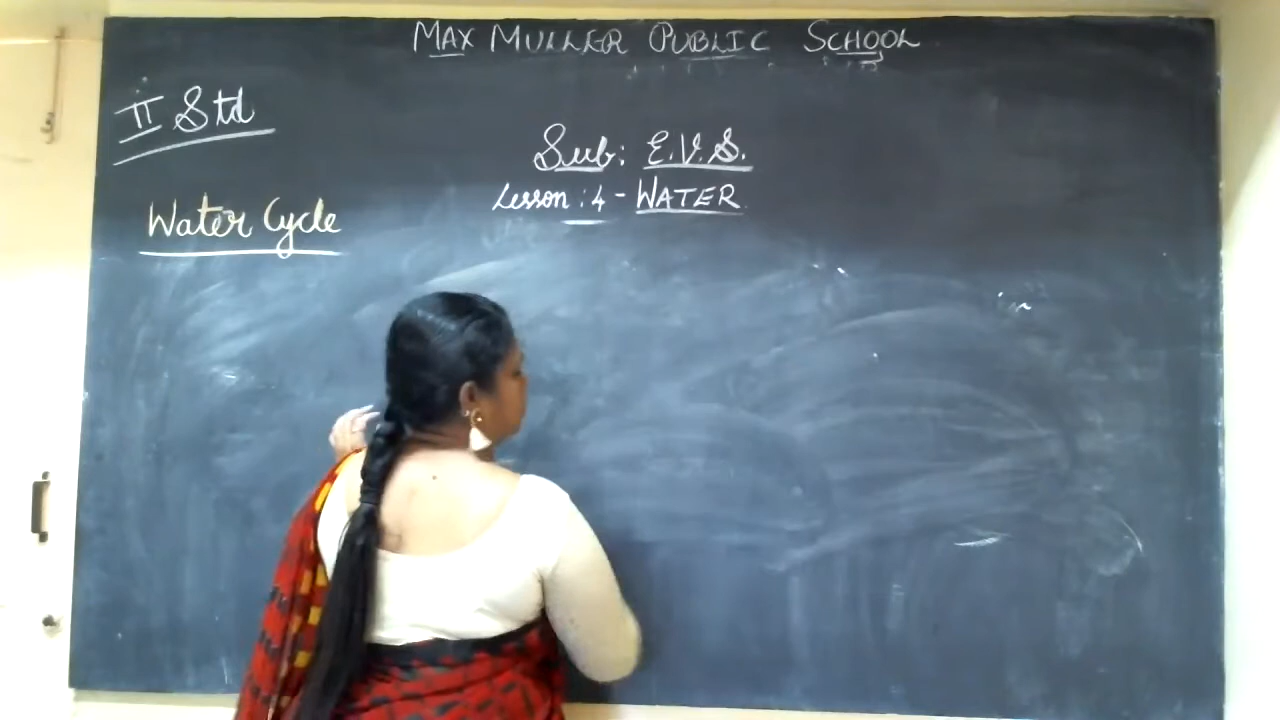 MAX MULLER PUBLIC SCHOOL
II Std
Sub: E.V.S.
Lesson: 4 - WATER
Water Cycle